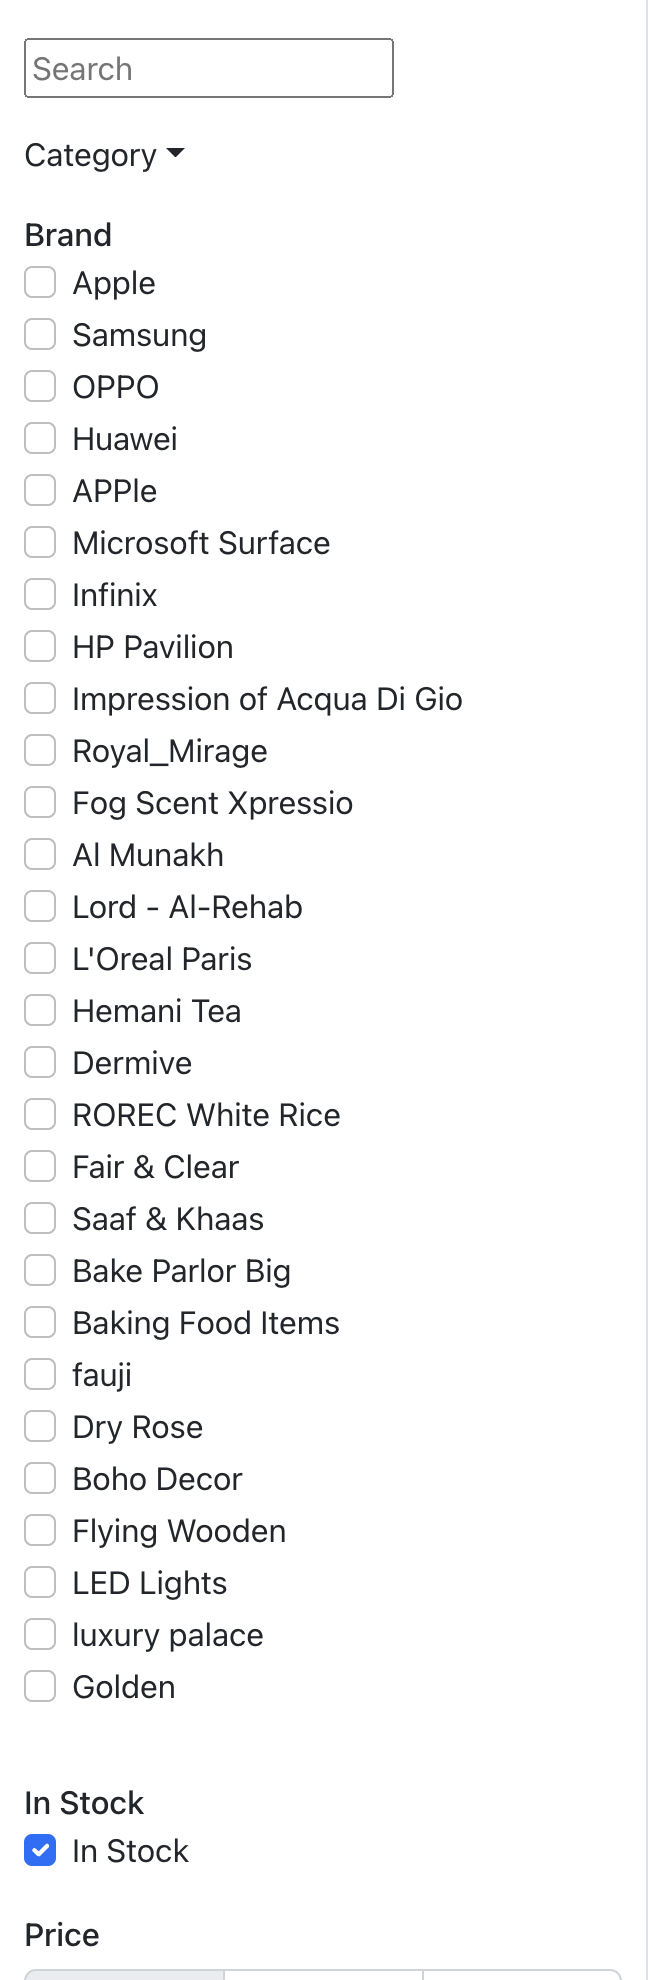 Search
Category
Brand
Apple
Samsung
OPPO
Huawei
APPle
Microsoft Surface
Infinix
HP Pavilion
Impression of Acqua Di Gio
Royal_Mirage
Fog Scent Xpressio
Al Munakh
Lord - Al-Rehab
L'Oreal Paris
Hemani Tea
Dermive
ROREC White Rice
Fair & Clear
Saaf & Khaas
Bake Parlor Big
Baking Food Items
fauji
Dry Rose
Boho Decor
Flying Wooden
LED Lights
luxury palace
Golden
In Stock
In Stock
Price